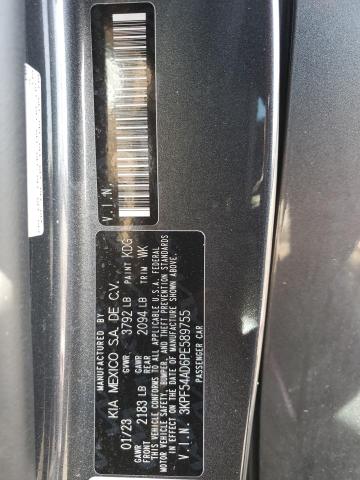 MANUFACTURED BY
KIA MEXICO S.A. DE C.V.
01/23 GVWR: 3792 LB PAINT KDG
GAWR FRONT 2183 LB GAWR REAR 2094 LB TRIM WK
THIS VEHICLE CONFORMS TO ALL APPLICABLE U.S.A. FEDERAL
MOTOR VEHICLE SAFETY, BUMPER, AND THEFT PREVENTION STANDARDS
IN EFFECT ON THE DATE OF MANUFACTURE SHOWN ABOVE.
V.I.N. 3KPF54AD6PE589755
PASSENGER CAR
V.I.N.